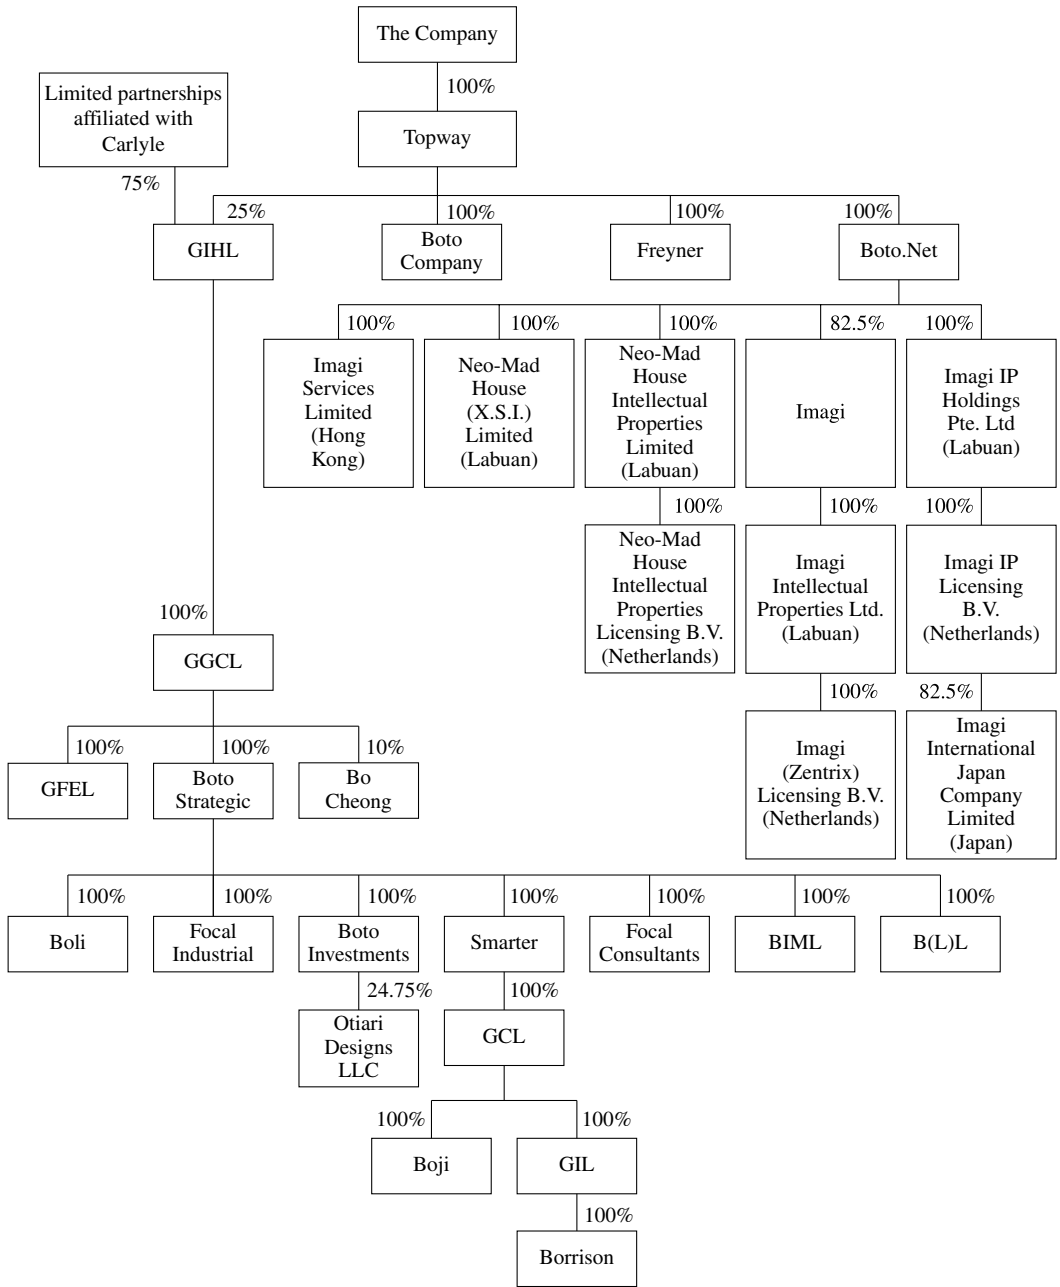 The Company
100%
Limited partnerships
affiliated with
Carlyle
Topway
75%
25%
100%
100%
100%
GIHL
Boto
Company
Freyner
Boto.Net
100%
100%
100%
82.5%
100%
Imagi
Services
Limited
(Hong
Kong)
Neo-Mad
House
(X.S.I.)
Limited
(Labuan)
Neo-Mad
House
Intellectual
Properties
Limited
(Labuan)
Imagi
Imagi IP
Holdings
Pte. Ltd
(Labuan)
100%
100%
100%
Neo-Mad
House
Intellectual
Properties
Licensing B.V.
(Netherlands)
Imagi
Intellectual
Properties Ltd.
(Labuan)
Imagi IP
Licensing
B.V.
(Netherlands)
100%
GGCL
100%
82.5%
Imagi
(Zentrix)
Licensing B.V.
(Netherlands)
Imagi
International
Japan
Company
Limited
(Japan)
100%
100%
10%
GFEL
Boto
Strategic
Bo
Cheong
100%
100%
100%
100%
100%
100%
100%
Boli
Focal
Industrial
Boto
Investments
Smarter
Focal
Consultants
BIML
B(L)L
24.75%
100%
Otiari
Designs
LLC
GCL
100%
100%
Boji
GIL
100%
Borrison